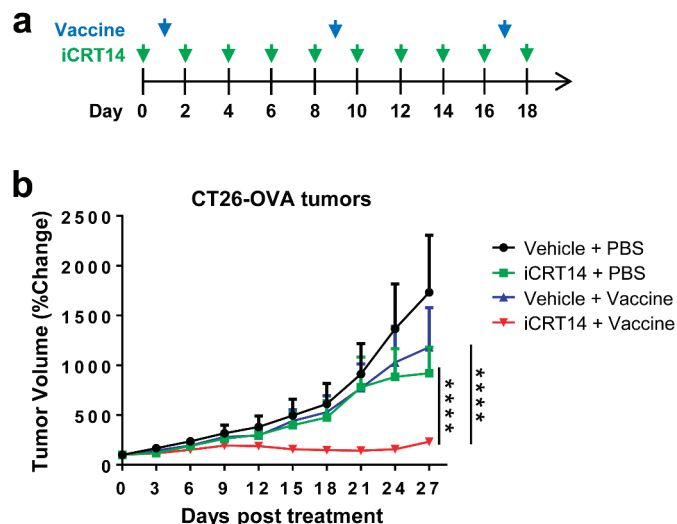 a
Vaccine
iCRT14
Day 0 2 4 6 8 10 12 14 16 18
b
CT26-OVA tumors
Tumor Volume (%Change)
2500
2000
1500
1000
500
0
0 3 6 9 12 15 18 21 24 27
Days post treatment
Vehicle + PBS
iCRT14 + PBS
Vehicle + Vaccine
iCRT14 + Vaccine
****
****